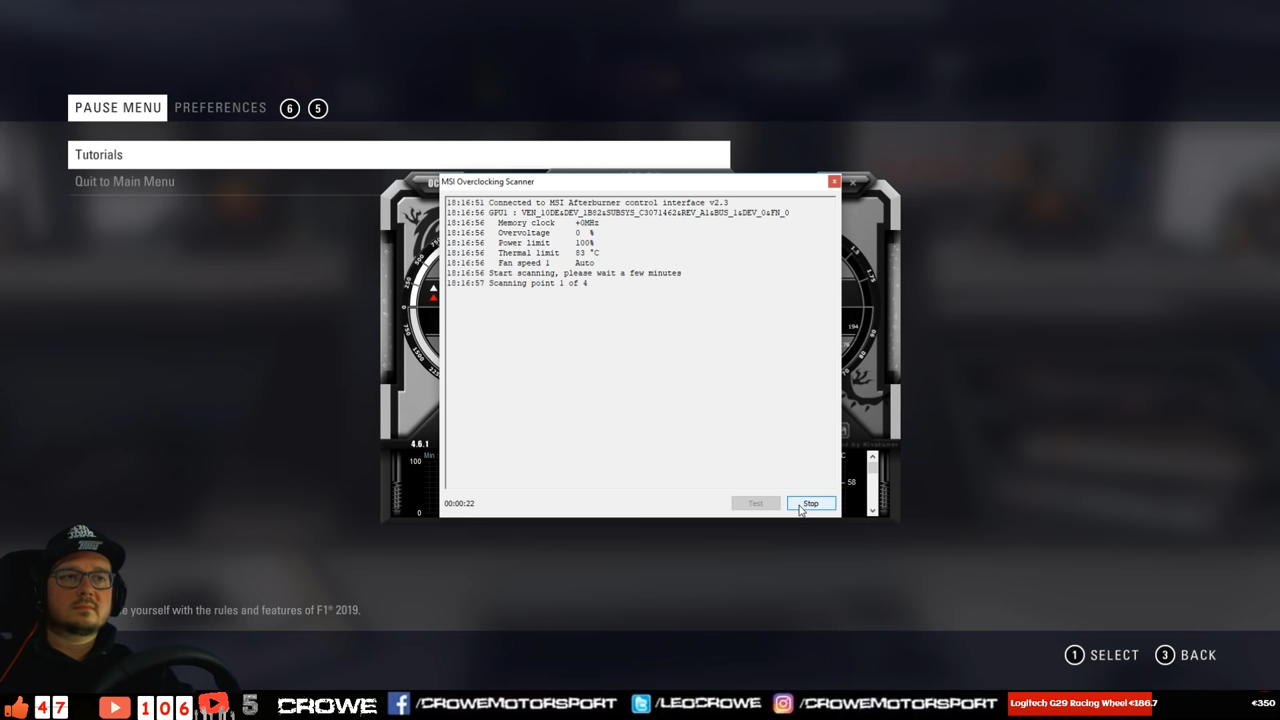 PAUSE MENU PREFERENCES 6 5
Tutorials
Quit to Main Menu
MSI Overclocking Scanner
18:16:51 Connected to MSI Afterburner control interface v2.3
18:16:56 GPU1 : VEN_10DE&DEV_1B82&SUBSYS_C3071462&REV_A1&BUS_1&DEV_0&FN_0
18:16:56 Memory clock +0MHz
18:16:56 Overvoltage 0 %
18:16:56 Power limit 100%
18:16:56 Thermal limit 83 °C
18:16:56 Fan speed 1 Auto
18:16:56 Start scanning, please wait a few minutes
18:16:57 Scanning point 1 of 4
00:00:22
Test
Stop
4.6.1
Min
100
0
58
194
e yourself with the rules and features of F1® 2019.
1 SELECT 3 BACK
47 106 5 CROWE /CROWEMOTORSPORT /LEOCROWE /CROWEMOTORSPORT Logitech G29 Racing Wheel €186.7 €350